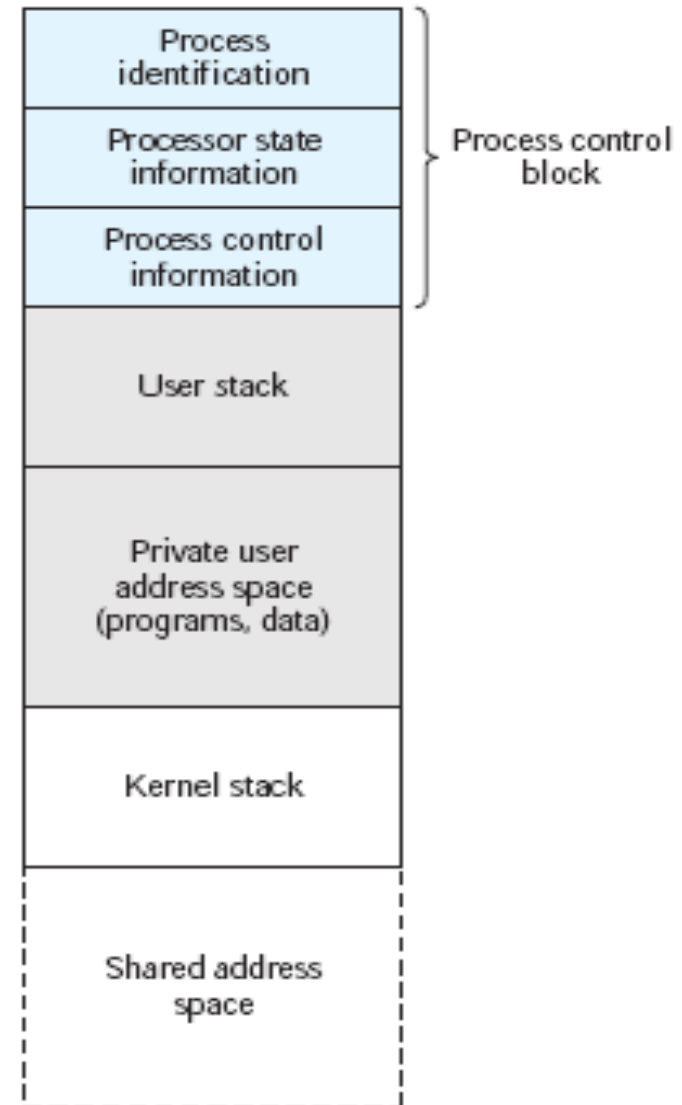 Process
identification
Processor state
information
Process control
block
Process control
information
User stack
Private user
address space
(programs, data)
Kernel stack
Shared address
space